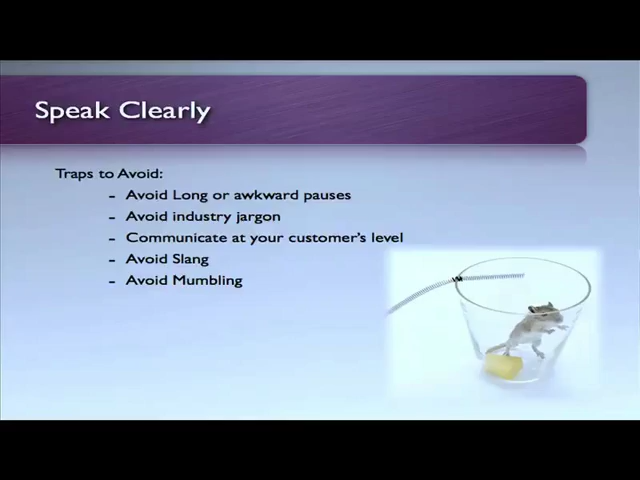 Speak Clearly
Traps to Avoid:
- Avoid Long or awkward pauses
- Avoid industry jargon
- Communicate at your customer's level
- Avoid Slang
- Avoid Mumbling